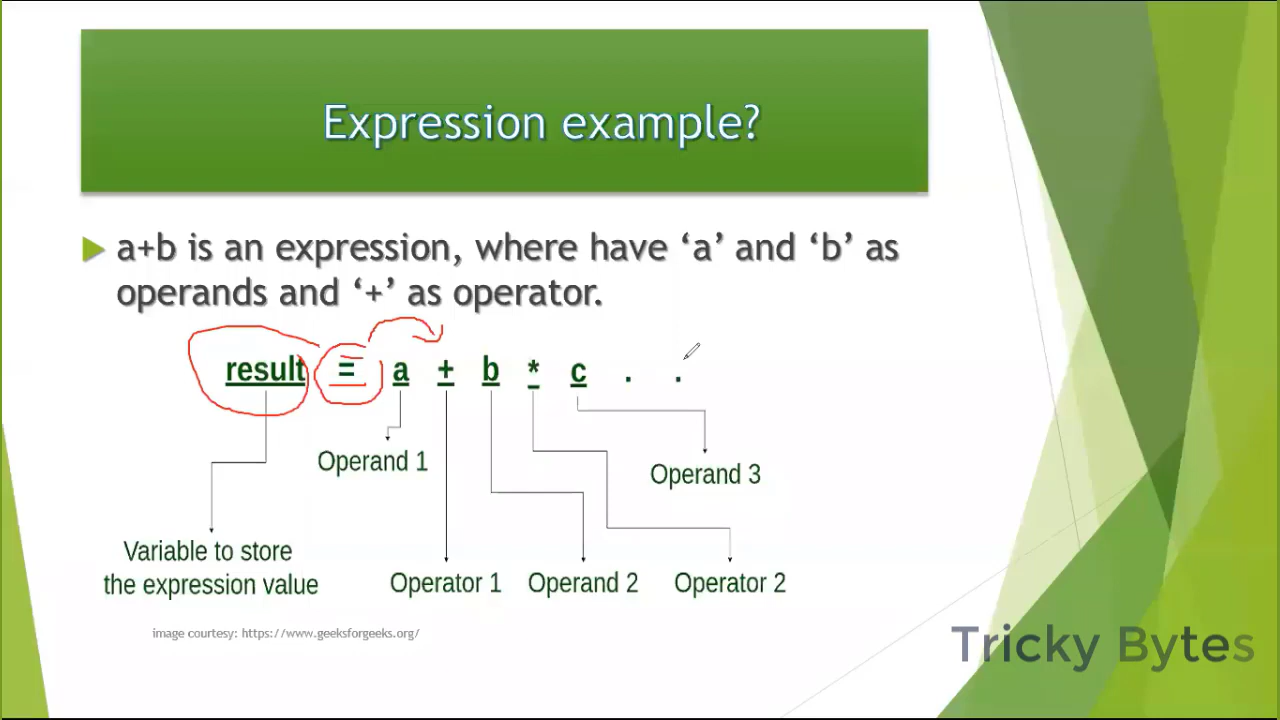 Expression example?
a+b is an expression, where have ‘a’ and ‘b’ as
operands and ‘+’ as operator.
result = a + b * c . .
Operand 1
Operand 3
Variable to store
the expression value
Operator 1 Operand 2 Operator 2
image courtesy: https://www.geeksforgeeks.org/
Tricky Bytes